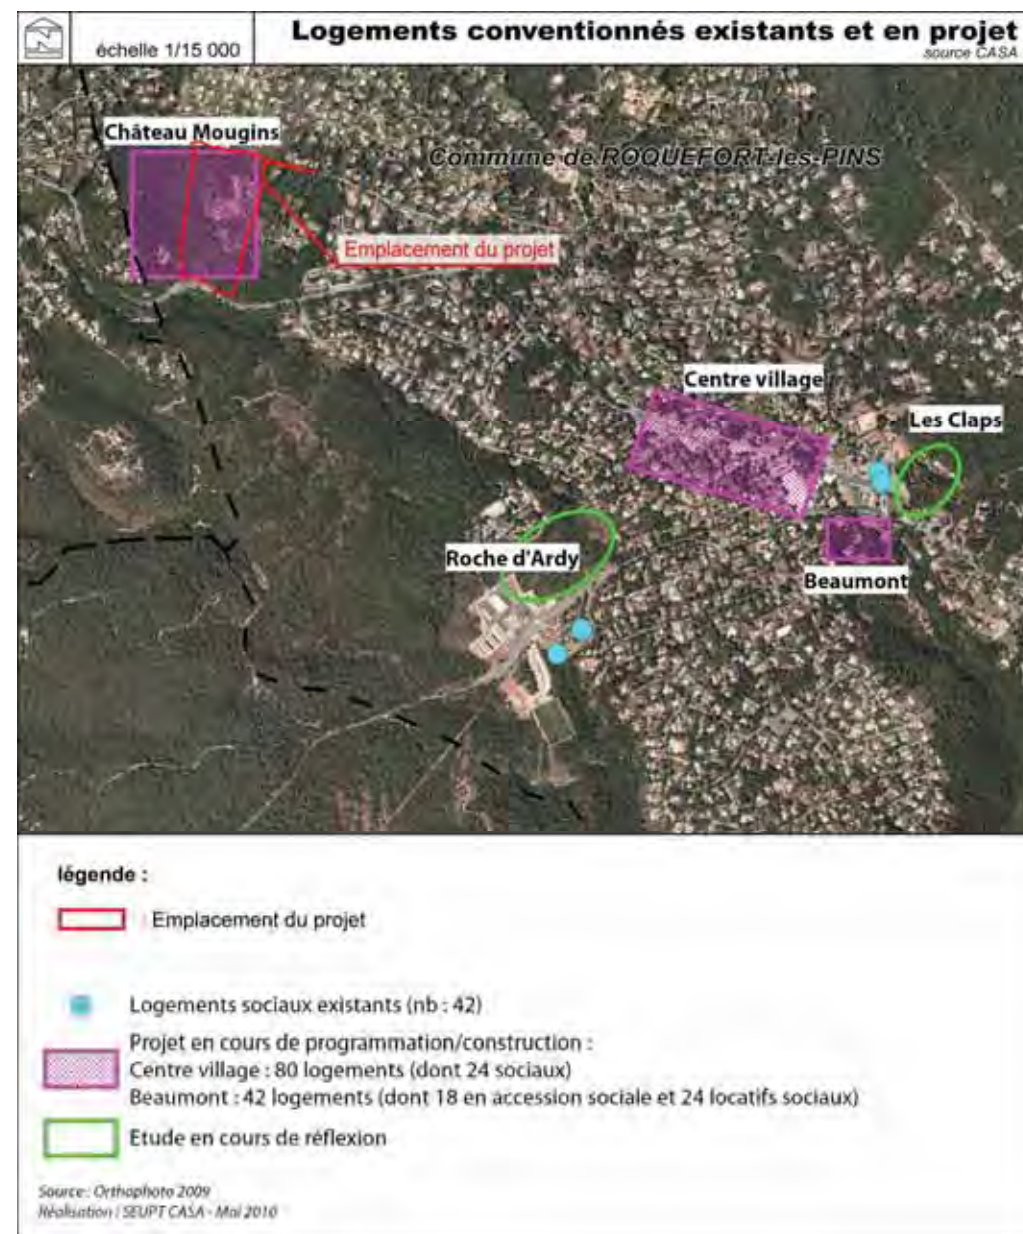 échelle 1/15 000
Logements conventionnés existants et en projet
source CASA
Château Mougins
Commune de ROQUEFORT-les-PINS
Emplacement du projet
Centre village
Les Claps
Roche d'Ardy
Beaumont
légende :
: Emplacement du projet
Logements sociaux existants (nb : 42)
Projet en cours de programmation/construction :
Centre village : 80 logements (dont 24 sociaux)
Beaumont : 42 logements (dont 18 en accession sociale et 24 locatifs sociaux)
Etude en cours de réflexion
Source : Orthophoto 2009
Réalisation : SEUPT CASA - Mai 2010